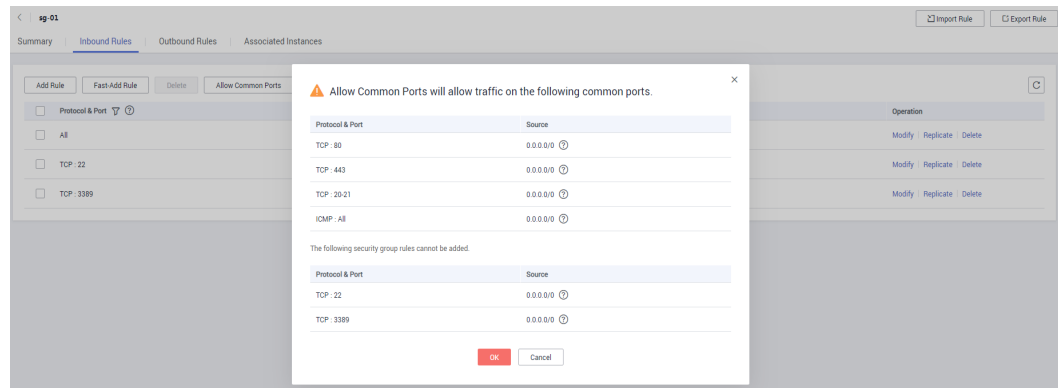 sg-01
Import Rule
Export Rule
Summary Inbound Rules Outbound Rules Associated Instances
Add Rule Fast-Add Rule Delete Allow Common Ports
Protocol & Port Operation
All Modify Replicate Delete
TCP : 22 Modify Replicate Delete
TCP : 3389 Modify Replicate Delete
Allow Common Ports will allow traffic on the following common ports.
Protocol & Port Source
TCP : 80 0.0.0.0/0
TCP : 443 0.0.0.0/0
TCP : 20-21 0.0.0.0/0
ICMP : All 0.0.0.0/0
The following security group rules cannot be added.
Protocol & Port Source
TCP : 22 0.0.0.0/0
TCP : 3389 0.0.0.0/0
OK Cancel